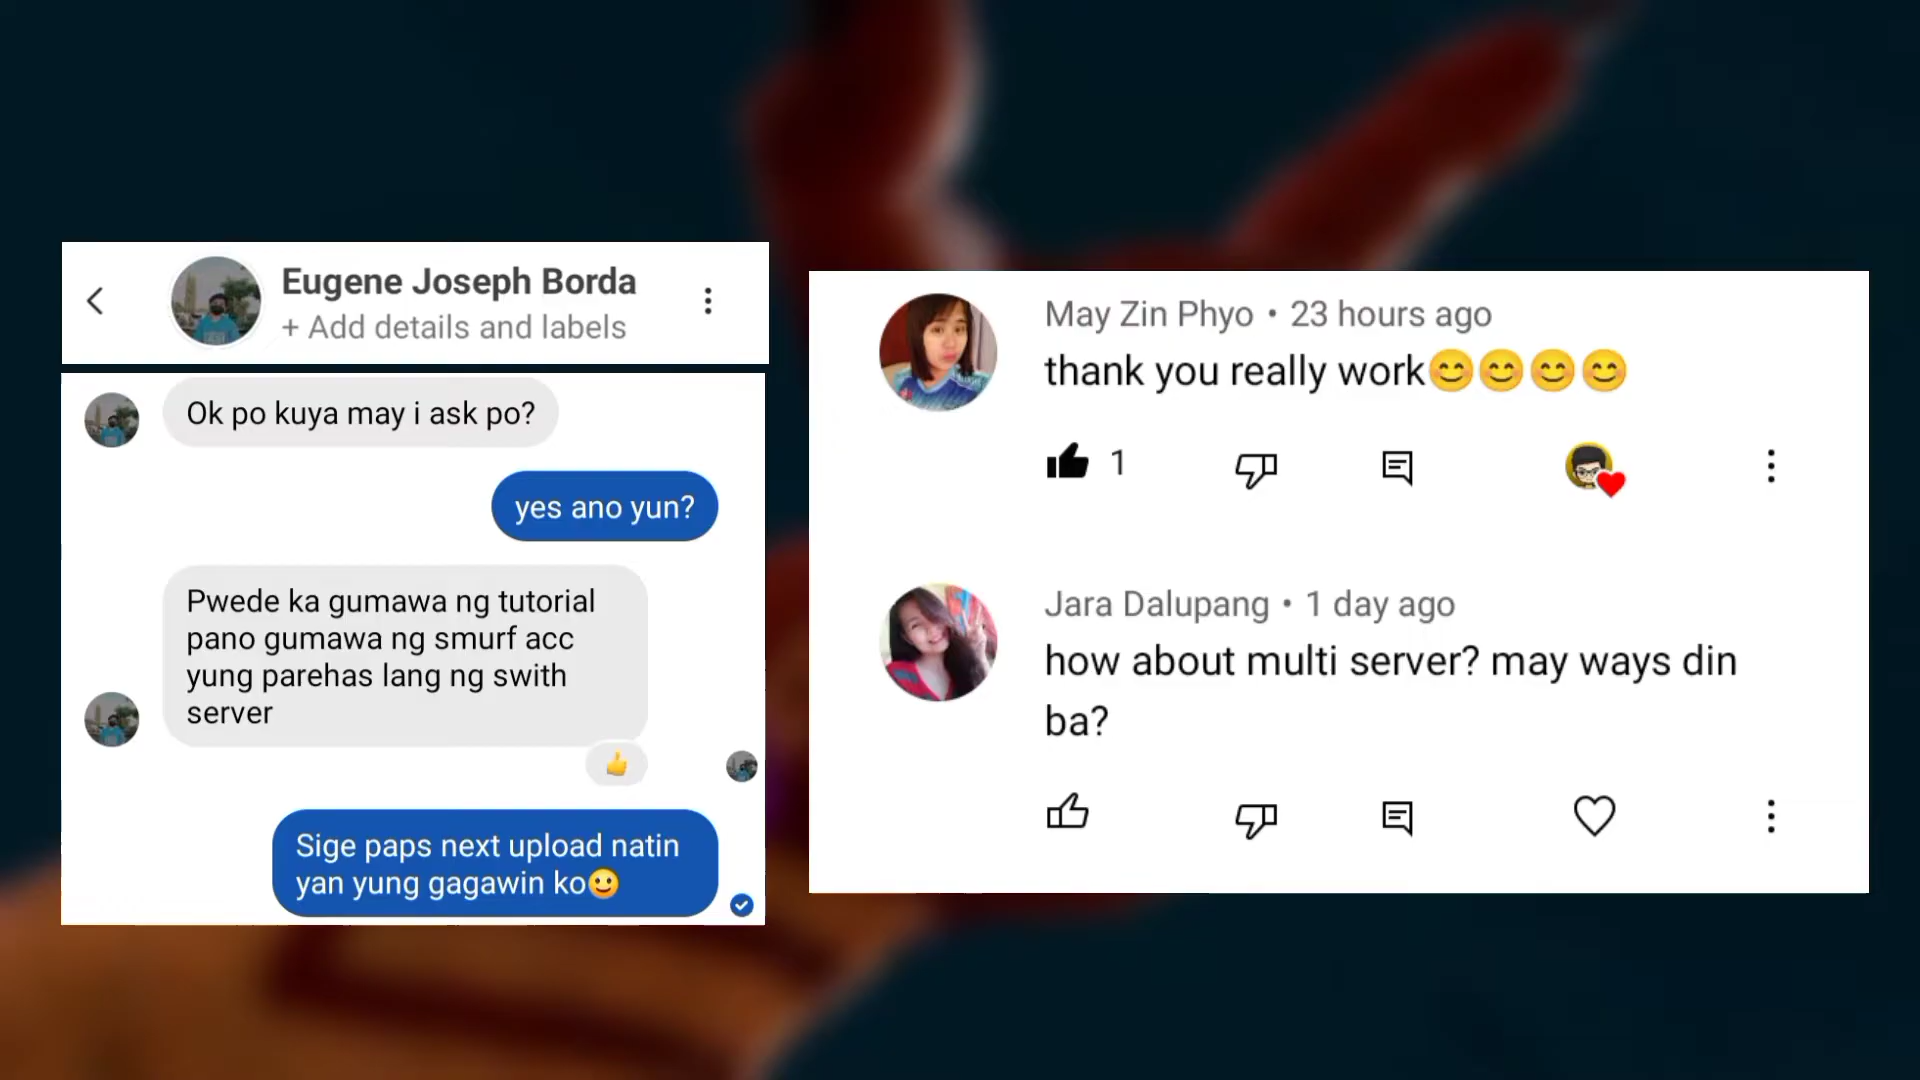 Eugene Joseph Borda
+ Add details and labels
Ok po kuya may i ask po?
yes ano yun?
Pwede ka gumawa ng tutorial
pano gumawa ng smurf acc
yung parehas lang ng swith
server
👍
Sige paps next upload natin
yan yung gagawin ko🙂
May Zin Phyo • 23 hours ago
thank you really work😊😊😊😊
1
Jara Dalupang • 1 day ago
how about multi server? may ways din
ba?